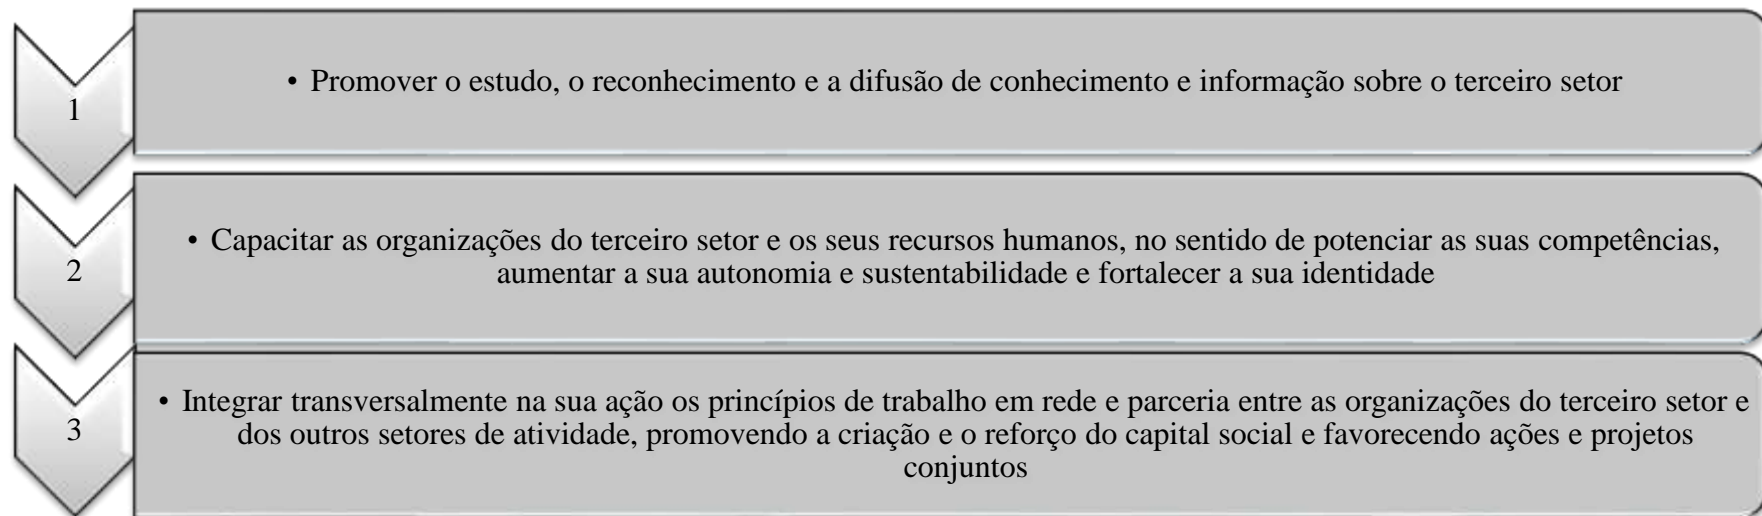 1
• Promover o estudo, o reconhecimento e a difusão de conhecimento e informação sobre o terceiro setor
2
• Capacitar as organizações do terceiro setor e os seus recursos humanos, no sentido de potenciar as suas competências,
aumentar a sua autonomia e sustentabilidade e fortalecer a sua identidade
3
• Integrar transversalmente na sua ação os princípios de trabalho em rede e parceria entre as organizações do terceiro setor e
dos outros setores de atividade, promovendo a criação e o reforço do capital social e favorecendo ações e projetos
conjuntos